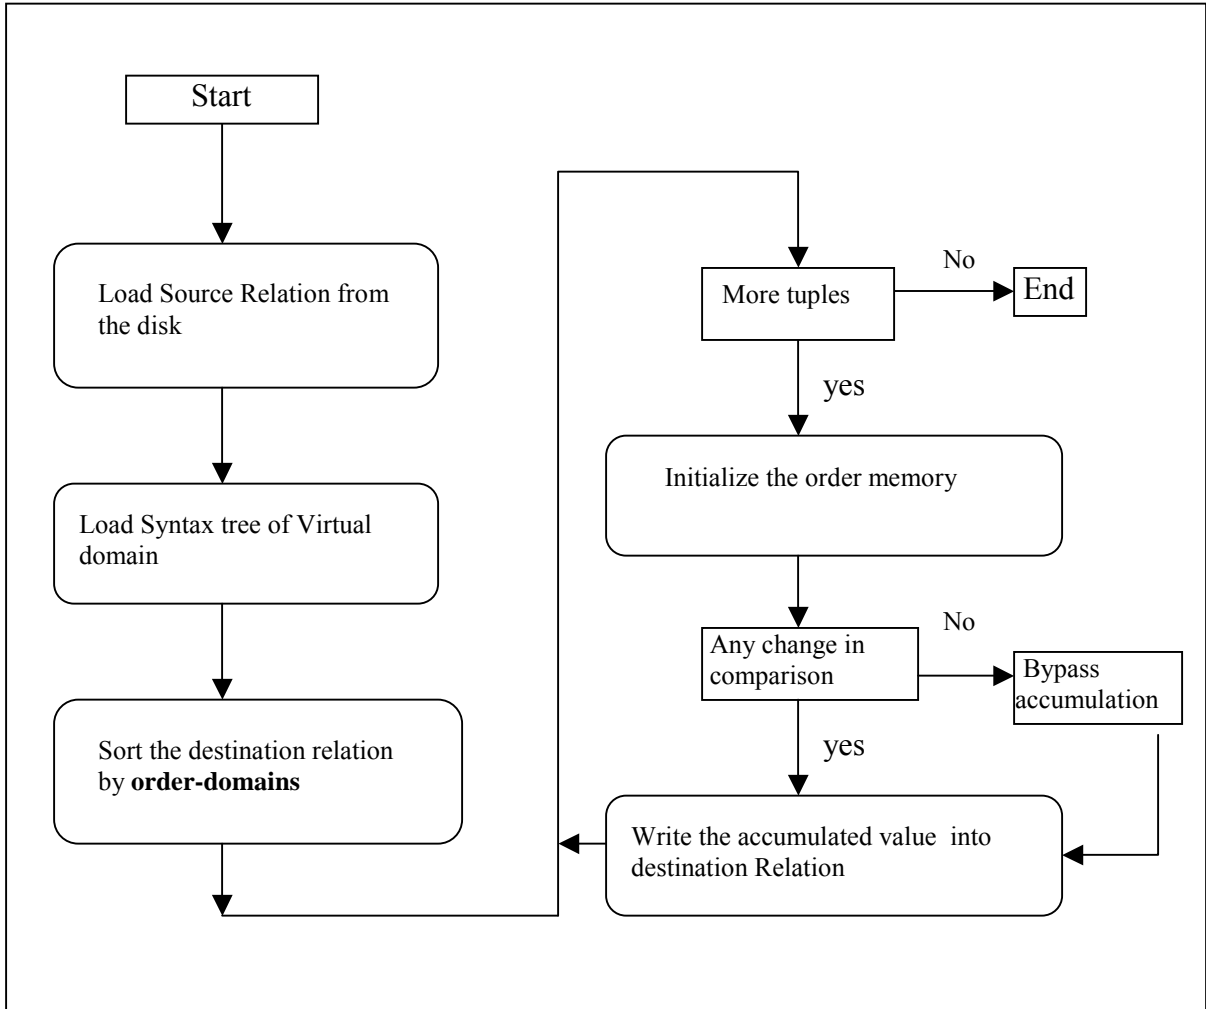 Start
Load Source Relation from
the disk
Load Syntax tree of Virtual
domain
Sort the destination relation
by order-domains
More tuples
No
End
yes
Initialize the order memory
Any change in
comparison
No
Bypass
accumulation
yes
Write the accumulated value  into
destination Relation